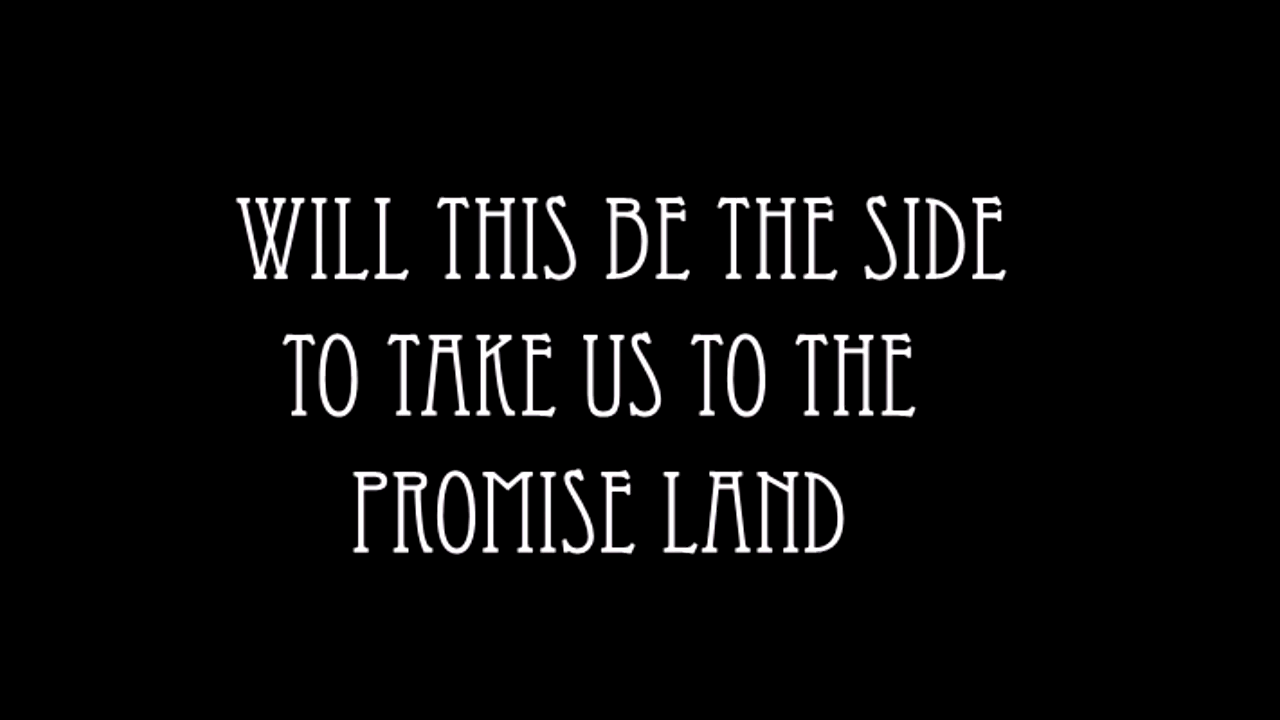 WILL THIS BE THE SIDE
TO TAKE US TO THE
PROMISE LAND